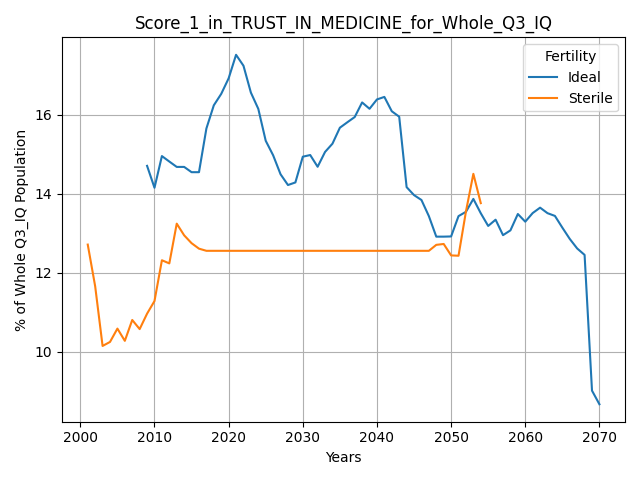 Score_1_in_TRUST_IN_MEDICINE_for_Whole_Q3_IQ
Fertility
Ideal
Sterile
% of Whole Q3_IQ Population
16
14
12
10
2000 2010 2020 2030 2040 2050 2060 2070
Years